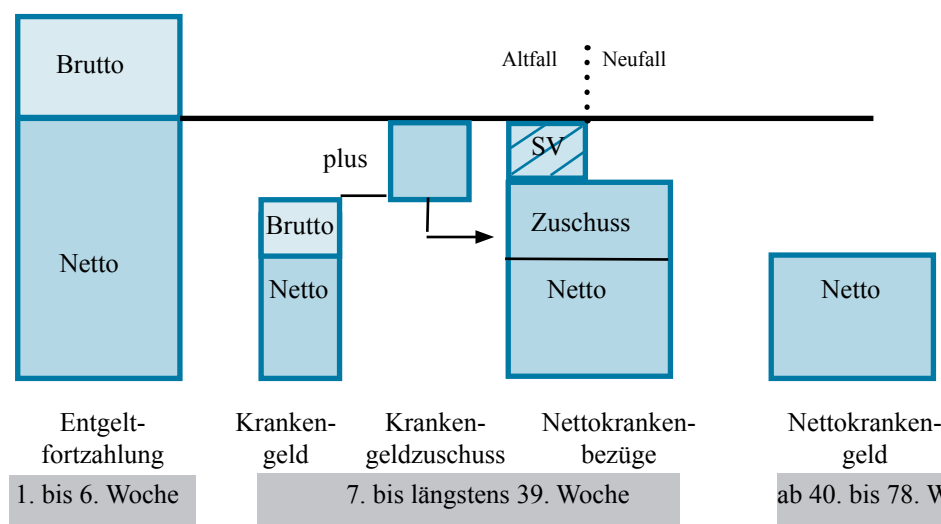 Brutto
Altfall
Neufall
plus
SV
Brutto
Zuschuss
Netto
Netto
Netto
Netto
Entgelt-
fortzahlung
Kranken-
geld
Kranken-
geldzuschuss
Nettokranken-
bezüge
Nettokranken-
geld
1. bis 6. Woche
7. bis längstens 39. Woche
ab 40. bis 78. W